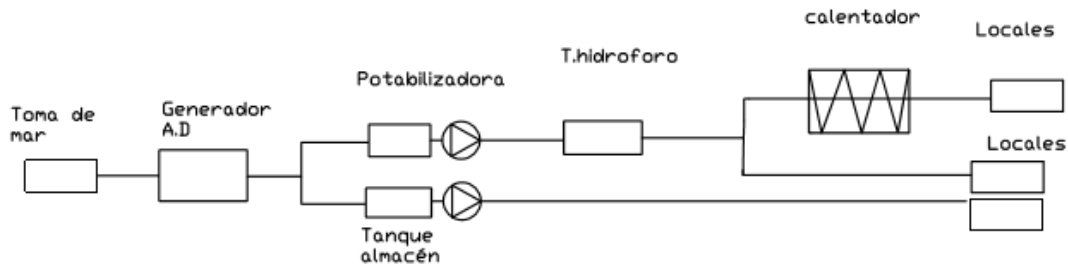 Toma de
mar
Generador
A.D
Potabilizadora
Tanque
almacén
T.hidroforo
calentador
Locales
Locales